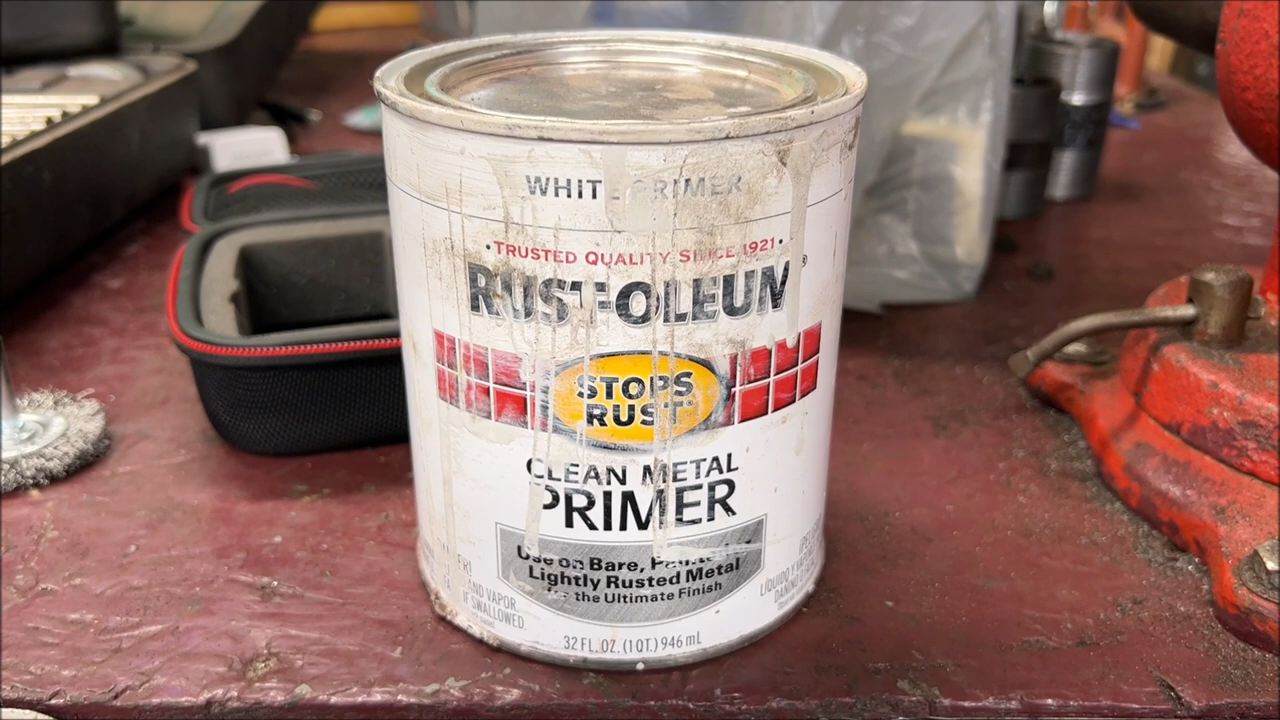 WHITE PRIMER
•TRUSTED QUALITY SINCE 1921•
RUST-OLEUM®
STOPS
RUST®
CLEAN METAL
PRIMER
Use on Bare,
Lightly Rusted Metal
the Ultimate Finish
AND VAPOR
IF SWALLOWED.
LÍQUIDO Y
32 FL. OZ. (1 QT.) 946 mL